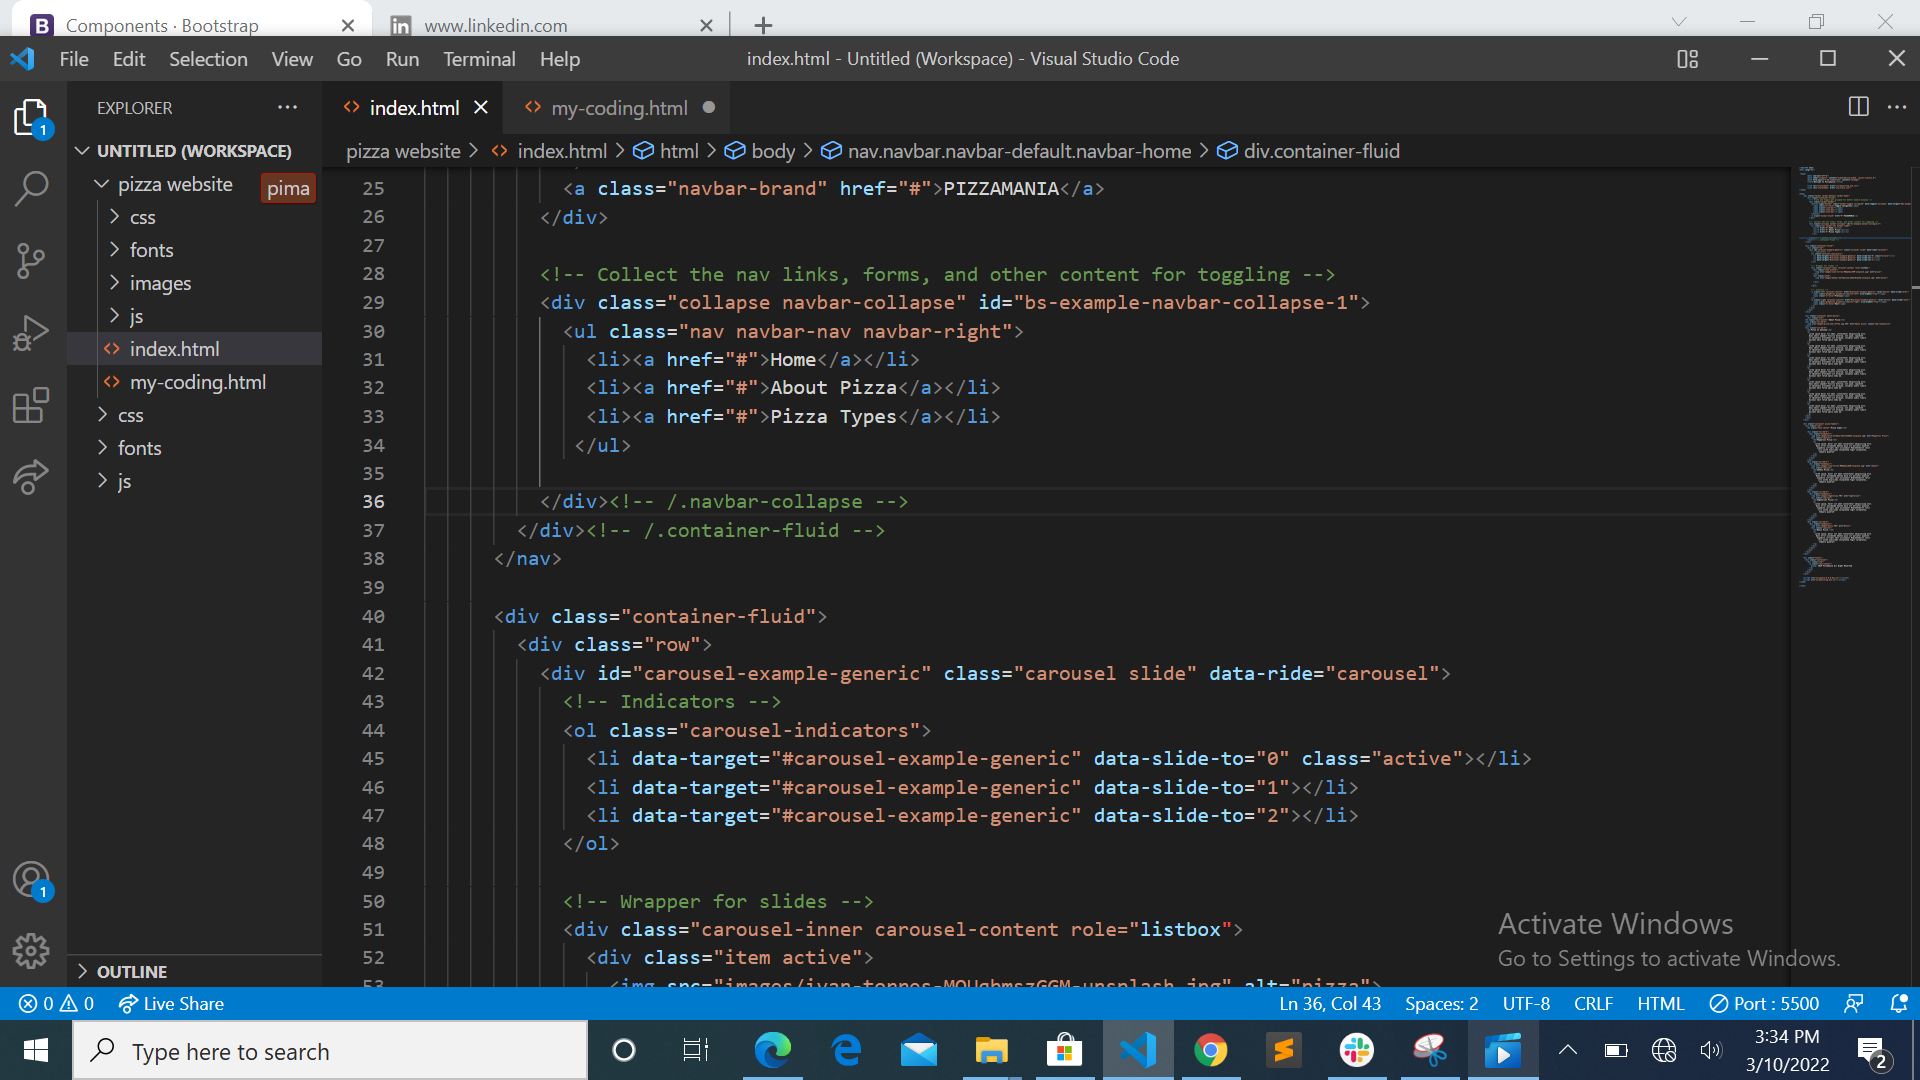 Components · Bootstrap
www.linkedin.com
File Edit Selection View Go Run Terminal Help
index.html - Untitled (Workspace) - Visual Studio Code
EXPLORER
1
UNTITLED (WORKSPACE)
pizza website
pima
css
fonts
images
js
index.html
my-coding.html
css
fonts
js
1
OUTLINE
index.html
my-coding.html
pizza website > index.html > html > body > nav.navbar.navbar-default.navbar-home > div.container-fluid
25 <a class="navbar-brand" href="#">PIZZAMANIA</a>
26 </div>
27
28 <!-- Collect the nav links, forms, and other content for toggling -->
29 <div class="collapse navbar-collapse" id="bs-example-navbar-collapse-1">
30 <ul class="nav navbar-nav navbar-right">
31 <li><a href="#">Home</a></li>
32 <li><a href="#">About Pizza</a></li>
33 <li><a href="#">Pizza Types</a></li>
34 </ul>
35
36 </div><!-- /.navbar-collapse -->
37 </div><!-- /.container-fluid -->
38 </nav>
39
40 <div class="container-fluid">
41 <div class="row">
42 <div id="carousel-example-generic" class="carousel slide" data-ride="carousel">
43 <!-- Indicators -->
44 <ol class="carousel-indicators">
45 <li data-target="#carousel-example-generic" data-slide-to="0" class="active"></li>
46 <li data-target="#carousel-example-generic" data-slide-to="1"></li>
47 <li data-target="#carousel-example-generic" data-slide-to="2"></li>
48 </ol>
49
50 <!-- Wrapper for slides -->
51 <div class="carousel-inner carousel-content role="listbox">
52 <div class="item active">
53 <img alt="pizza">
Activate Windows
Go to Settings to activate Windows.
0 0 Live Share
Ln 36, Col 43 Spaces: 2 UTF-8 CRLF HTML Port : 5500
Type here to search
3:34 PM
3/10/2022
2